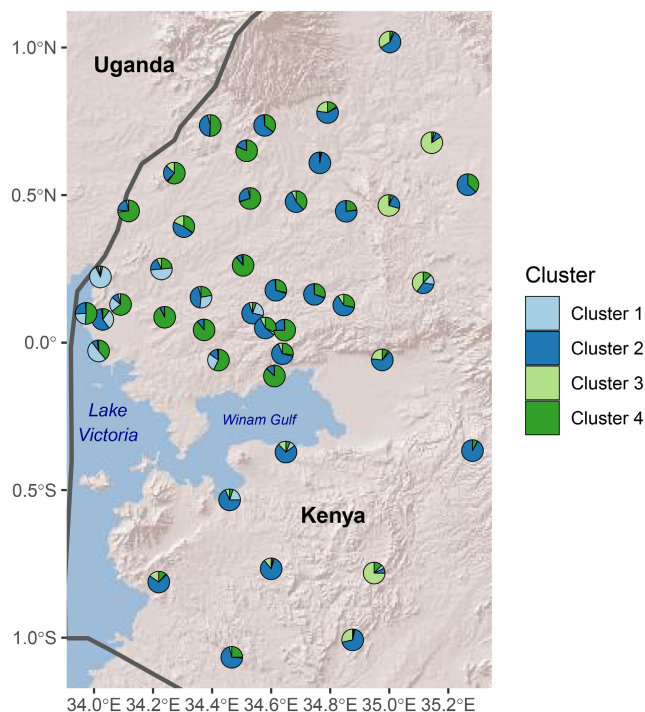 1.0°N
Uganda
0.5°N
0.0°
Lake
Victoria
Winam Gulf
0.5°S
Kenya
1.0°S
34.0°E 34.2°E 34.4°E 34.6°E 34.8°E 35.0°E 35.2°E
Cluster
Cluster 1
Cluster 2
Cluster 3
Cluster 4